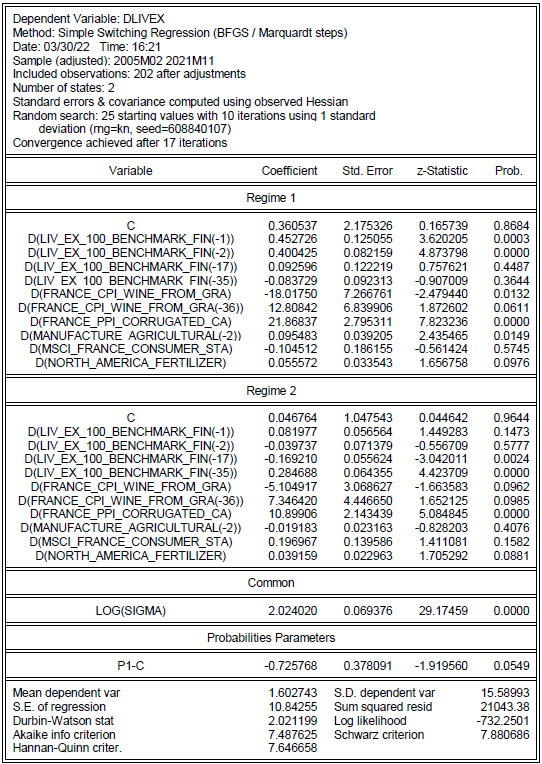 Dependent Variable: DLIVEX
Method: Simple Switching Regression (BFGS / Marquardt steps)
Date: 03/30/22 Time: 16:21
Sample (adjusted): 2005M02 2021M11
Included observations: 202 after adjustments
Number of states: 2
Standard errors & covariance computed using observed Hessian
Random search: 25 starting values with 10 iterations using 1 standard
deviation (rng=kn, seed=608840107)
Convergence achieved after 17 iterations
Variable Coefficient Std. Error z-Statistic Prob.
Regime 1
C 0.360537 2.175326 0.165739 0.8684
D(LIV_EX_100_BENCHMARK_FIN(-1)) 0.452726 0.125055 3.620205 0.0003
D(LIV_EX_100_BENCHMARK_FIN(-2)) 0.400425 0.082159 4.873798 0.0000
D(LIV_EX_100_BENCHMARK_FIN(-17)) 0.092596 0.122219 0.757621 0.4487
D(LIV_EX_100_BENCHMARK_FIN(-35)) -0.083729 0.092313 -0.907009 0.3644
D(FRANCE_CPI_WINE_FROM_GRA) -18.01750 7.266761 -2.479440 0.0132
D(FRANCE_CPI_WINE_FROM_GRA(-36)) 12.80842 6.839906 1.872602 0.0611
D(FRANCE_PPI_CORRUGATED_CA) 21.86837 2.795311 7.823236 0.0000
D(MANUFACTURE_AGRICULTURAL(-2)) 0.095483 0.039205 2.435465 0.0149
D(MSCI_FRANCE_CONSUMER_STA) -0.104512 0.186155 -0.561424 0.5745
D(NORTH_AMERICA_FERTILIZER) 0.055572 0.033543 1.656758 0.0976
Regime 2
C 0.046764 1.047543 0.044642 0.9644
D(LIV_EX_100_BENCHMARK_FIN(-1)) 0.081977 0.056564 1.449283 0.1473
D(LIV_EX_100_BENCHMARK_FIN(-2)) -0.039737 0.071379 -0.556709 0.5777
D(LIV_EX_100_BENCHMARK_FIN(-17)) -0.169210 0.055624 -3.042011 0.0024
D(LIV_EX_100_BENCHMARK_FIN(-35)) 0.284688 0.064355 4.423709 0.0000
D(FRANCE_CPI_WINE_FROM_GRA) -5.104917 3.068627 -1.663583 0.0962
D(FRANCE_CPI_WINE_FROM_GRA(-36)) 7.346420 4.446650 1.652125 0.0985
D(FRANCE_PPI_CORRUGATED_CA) 10.89906 2.143439 5.084845 0.0000
D(MANUFACTURE_AGRICULTURAL(-2)) -0.019183 0.023163 -0.828203 0.4076
D(MSCI_FRANCE_CONSUMER_STA) 0.196967 0.139586 1.411081 0.1582
D(NORTH_AMERICA_FERTILIZER) 0.039159 0.022963 1.705292 0.0881
Common
LOG(SIGMA) 2.024020 0.069376 29.17459 0.0000
Probabilities Parameters
P1-C -0.725768 0.378091 -1.919560 0.0549
Mean dependent var 1.602743 S.D. dependent var 15.58993
S.E. of regression 10.84255 Sum squared resid 21043.38
Durbin-Watson stat 2.021199 Log likelihood -732.2501
Akaike info criterion 7.487625 Schwarz criterion 7.880686
Hannan-Quinn criter. 7.646658